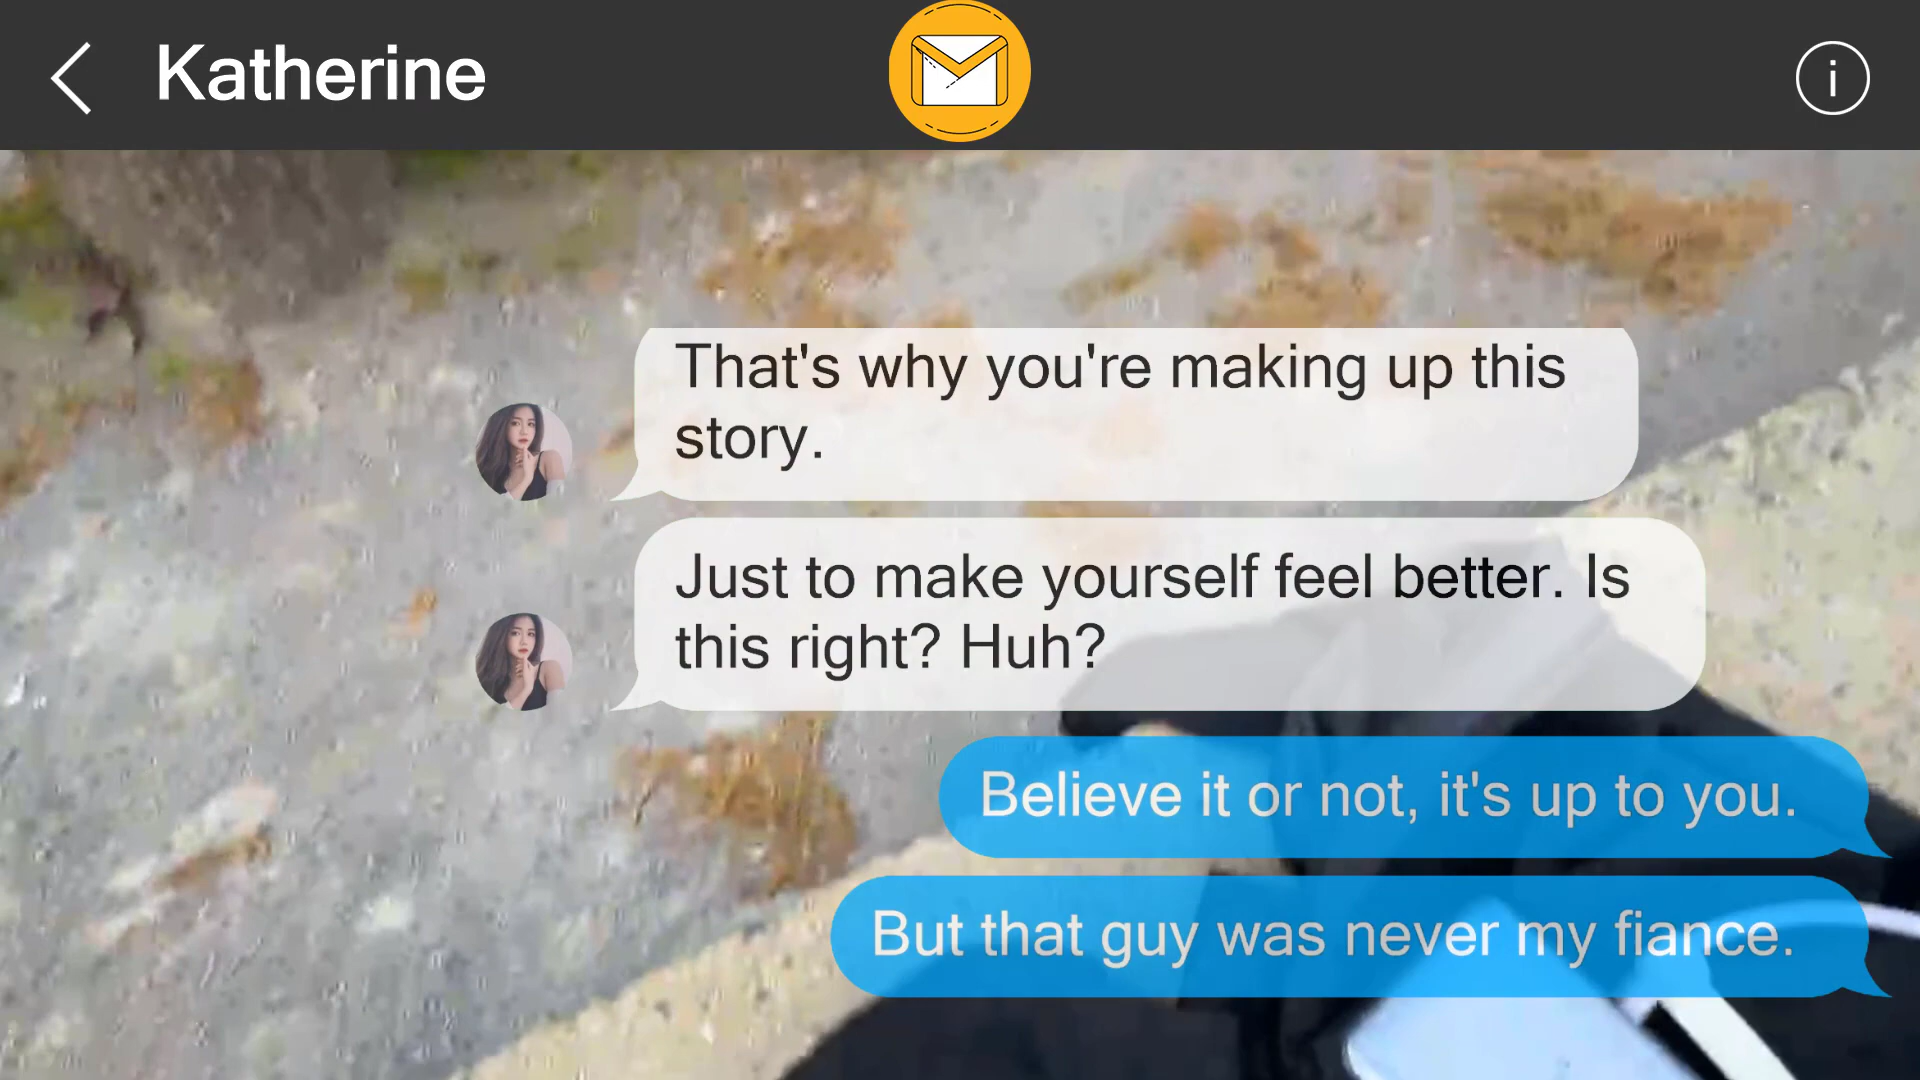 Katherine
i
That's why you're making up this
story.
Just to make yourself feel better. Is
this right? Huh?
Believe it or not, it's up to you.
But that guy was never my fiance.